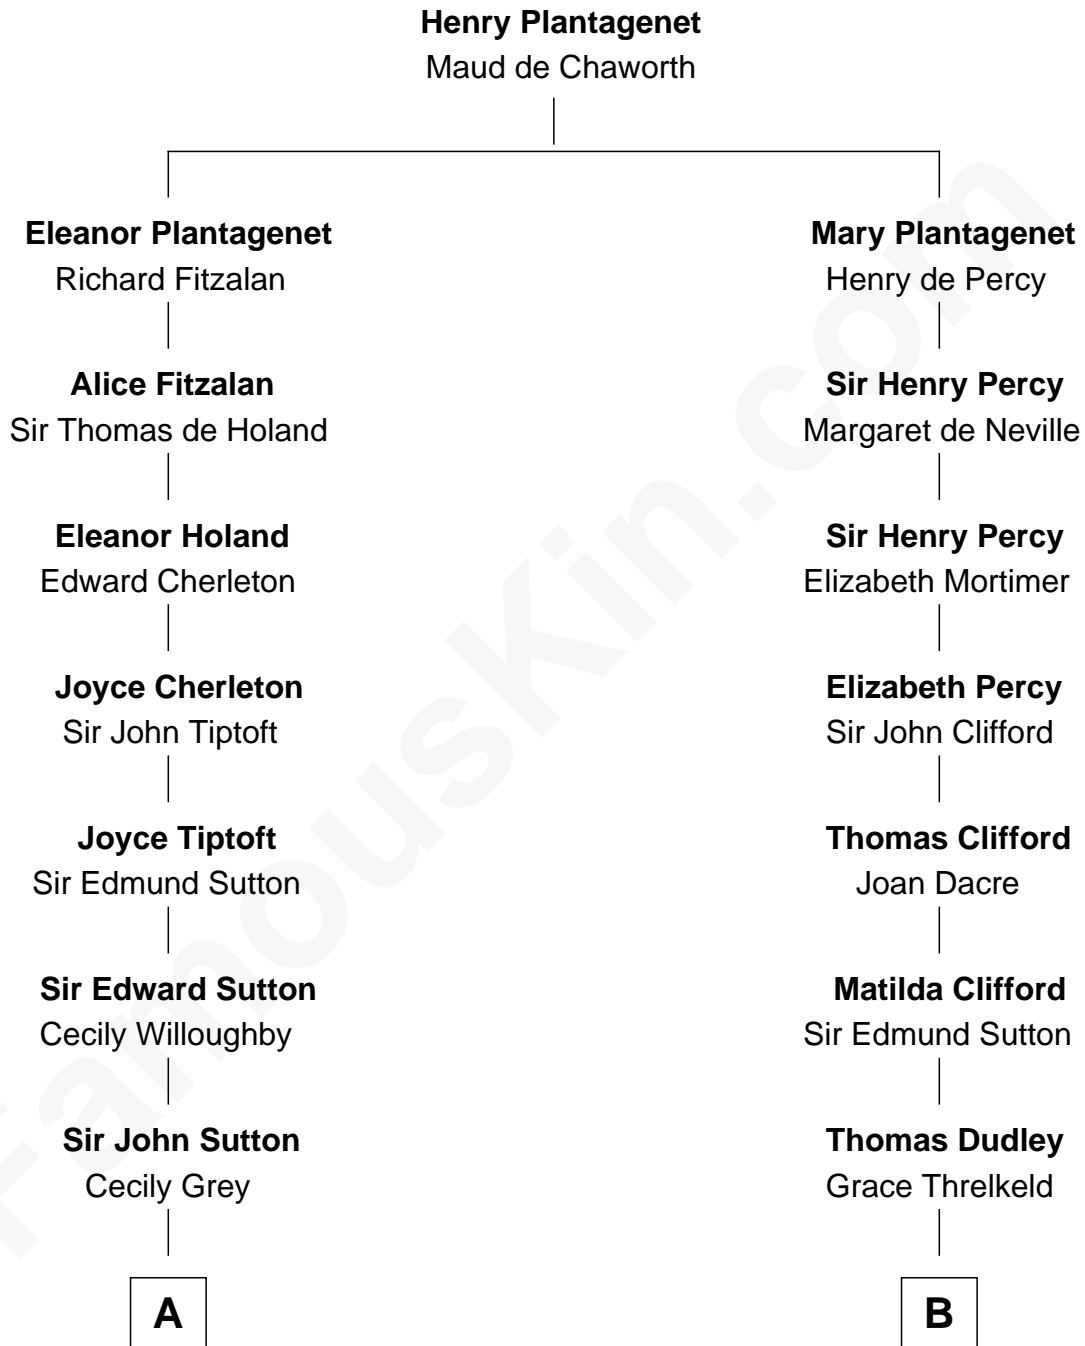 Henry Plantagenet
Maud de Chaworth
Eleanor Plantagenet
Richard Fitzalan
Mary Plantagenet
Henry de Percy
Alice Fitzalan
Sir Thomas de Holand
Sir Henry Percy
Margaret de Neville
Eleanor Holand
Edward Cherleton
Sir Henry Percy
Elizabeth Mortimer
Joyce Cherleton
Sir John Tiptoft
Elizabeth Percy
Sir John Clifford
Joyce Tiptoft
Sir Edmund Sutton
Thomas Clifford
Joan Dacre
Sir Edward Sutton
Cecily Willoughby
Matilda Clifford
Sir Edmund Sutton
Sir John Sutton
Cecily Grey
Thomas Dudley
Grace Threlkeld
A
B
FamousKin.com